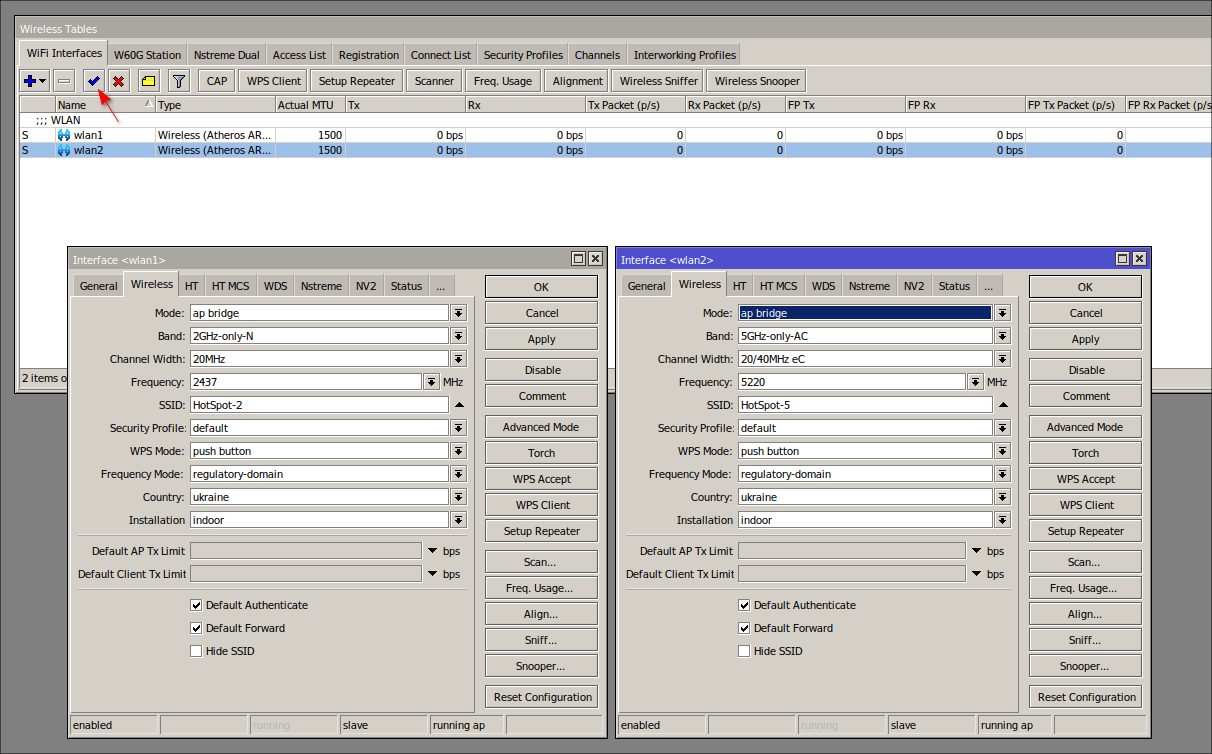 Wireless Tables
WiFi Interfaces W60G Station Nstreme Dual Access List Registration Connect List Security Profiles Channels Interworking Profiles
CAP WPS Client Setup Repeater Scanner Freq. Usage Alignment Wireless Sniffer Wireless Snooper
Name Type Actual MTU Tx Rx Tx Packet (p/s) Rx Packet (p/s) FP Tx FP Rx FP Tx Packet (p/s) FP Rx Packet (p/s
;;; WLAN
S wlan1 Wireless (Atheros AR... 1500 0 bps 0 bps 0 0 0 bps 0 bps 0
S wlan2 Wireless (Atheros AR... 1500 0 bps 0 bps 0 0 0 bps 0 bps 0
2 items o
Interface <wlan1>
General Wireless HT HT MCS WDS Nstreme NV2 Status ...
Mode: ap bridge
Band: 2GHz-only-N
Channel Width: 20MHz
Frequency: 2437 MHz
SSID: HotSpot-2
Security Profile: default
WPS Mode: push button
Frequency Mode: regulatory-domain
Country: ukraine
Installation indoor
Default AP Tx Limit bps
Default Client Tx Limit bps
Default Authenticate
Default Forward
Hide SSID
OK
Cancel
Apply
Disable
Comment
Advanced Mode
Torch
WPS Accept
WPS Client
Setup Repeater
Scan...
Freq. Usage...
Align...
Sniff...
Snooper...
Reset Configuration
enabled running slave running ap
Interface <wlan2>
General Wireless HT HT MCS WDS Nstreme NV2 Status ...
Mode: ap bridge
Band: 5GHz-only-AC
Channel Width: 20/40MHz eC
Frequency: 5220 MHz
SSID: HotSpot-5
Security Profile: default
WPS Mode: push button
Frequency Mode: regulatory-domain
Country: ukraine
Installation indoor
Default AP Tx Limit bps
Default Client Tx Limit bps
Default Authenticate
Default Forward
Hide SSID
OK
Cancel
Apply
Disable
Comment
Advanced Mode
Torch
WPS Accept
WPS Client
Setup Repeater
Scan...
Freq. Usage...
Align...
Sniff...
Snooper...
Reset Configuration
enabled running slave running ap